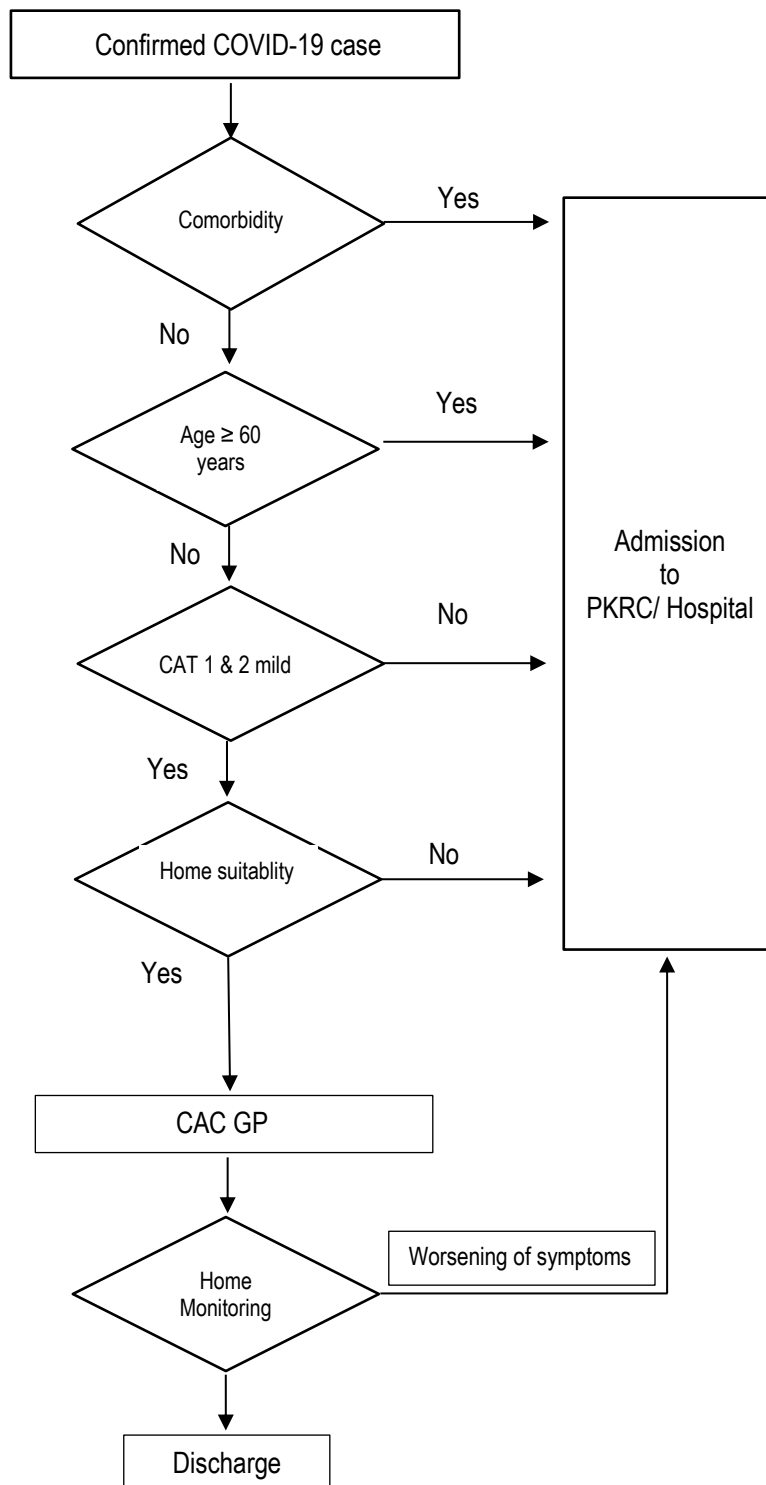 Confirmed COVID-19 case
Comorbidity
Yes
No
Age ≥ 60
years
Yes
No
CAT 1 & 2 mild
No
Yes
Home suitablity
No
Yes
Admission
to
PKRC/ Hospital
CAC GP
Home
Monitoring
Worsening of symptoms
Discharge